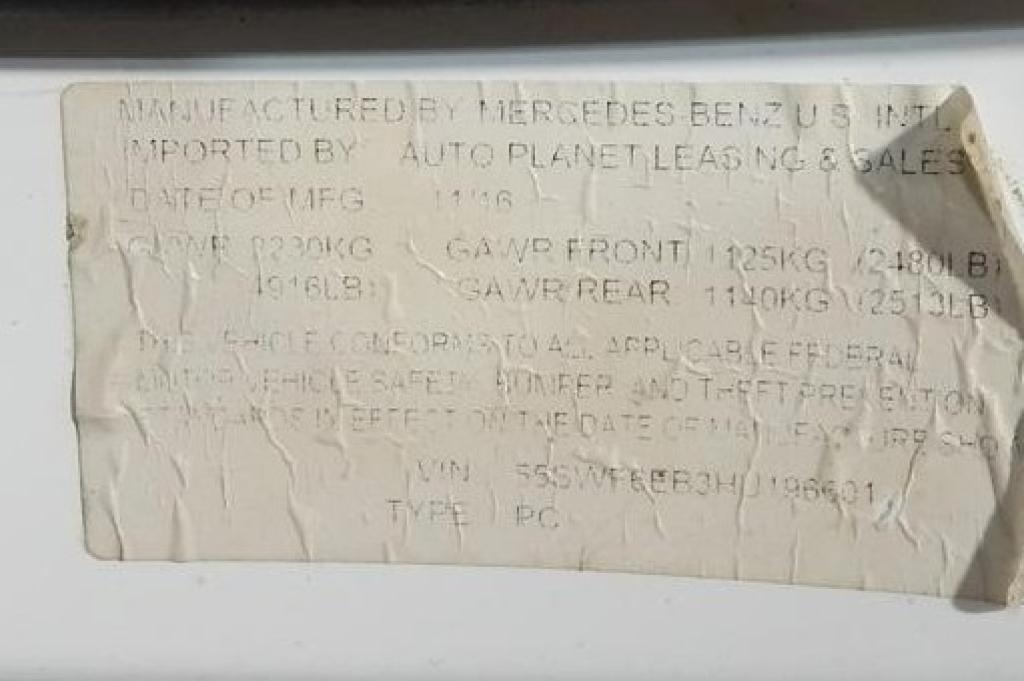 MANUFACTURED BY MERCEDES-BENZ U S INTL
IMPORTED BY AUTO PLANET LEASING & SALES
DATE OF MFG 11/16
GVWR 2230KG GAWR FRONT 1125KG (2480LB)
4916LB) GAWR REAR 1140KG (2513LB)
THIS VEHICLE CONFORMS TO ALL APPLICABLE FEDERAL
MOTOR VEHICLE SAFETY, BUMPER, AND THEFT PREVENTION
STANDARDS IN EFFECT ON THE DATE OF MANUFACTURE SHO
VIN 55SWF6EB3HU196601
TYPE PC